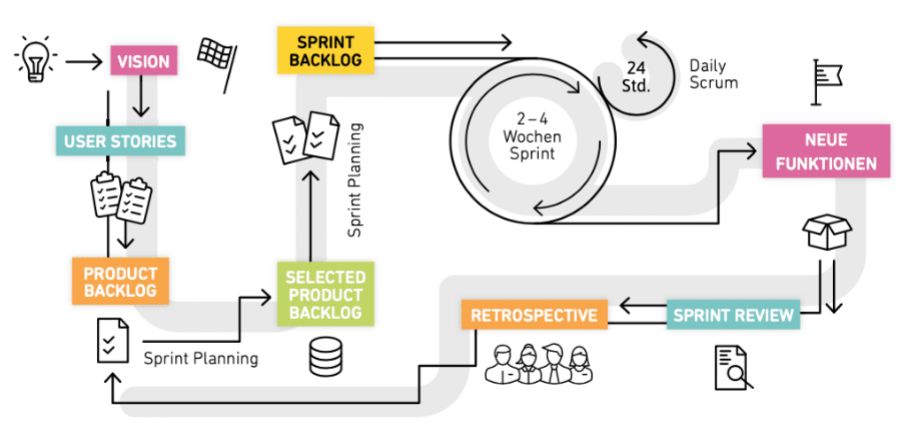 VISION
USER STORIES
PRODUCT
BACKLOG
Sprint Planning
SELECTED
PRODUCT
BACKLOG
Sprint Planning
SPRINT
BACKLOG
2–4
Wochen
Sprint
24
Std.
Daily
Scrum
NEUE
FUNKTIONEN
SPRINT REVIEW
RETROSPECTIVE